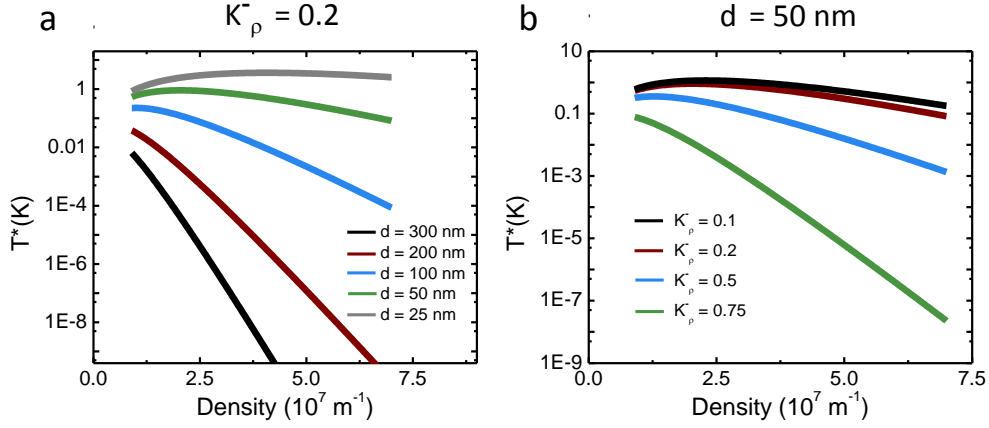 a
K⁻ρ = 0.2
T*(K)
1
0.01
1E-4
1E-6
1E-8
d = 300 nm
d = 200 nm
d = 100 nm
d = 50 nm
d = 25 nm
0.0
2.5
5.0
7.5
Density (10⁷ m⁻¹)
b
d = 50 nm
T*(K)
10
0.1
1E-3
1E-5
1E-7
1E-9
K⁻ρ = 0.1
K⁻ρ = 0.2
K⁻ρ = 0.5
K⁻ρ = 0.75
0.0
2.5
5.0
7.5
Density (10⁷ m⁻¹)